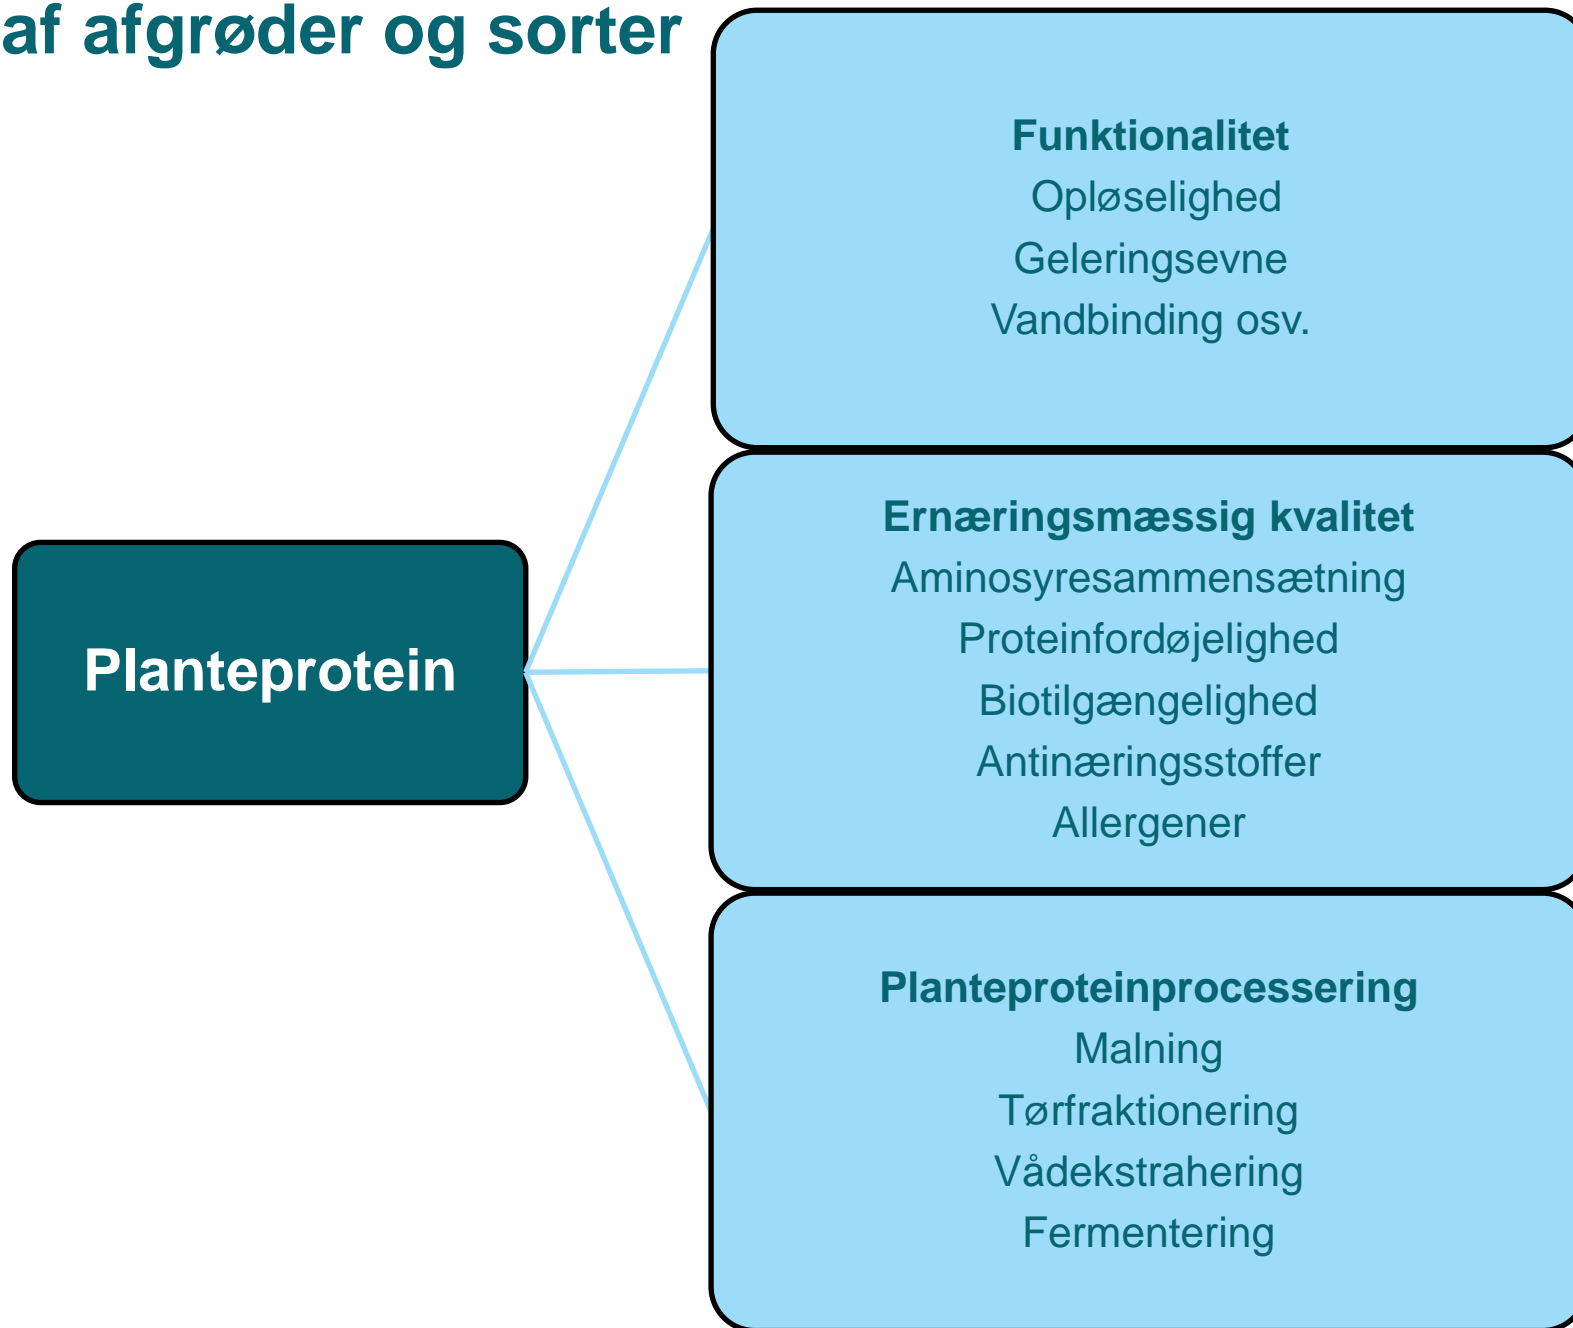 af afgrøder og sorter
Funktionalitet
Opløselighed
Geleringsevne
Vandbinding osv.
Planteprotein
Ernæringsmæssig kvalitet
Aminosyresammensætning
Proteinfordøjelighed
Biotilgængelighed
Antinæringsstoffer
Allergener
Planteproteinprocessering
Malning
Tørfraktionering
Vådekstrahering
Fermentering